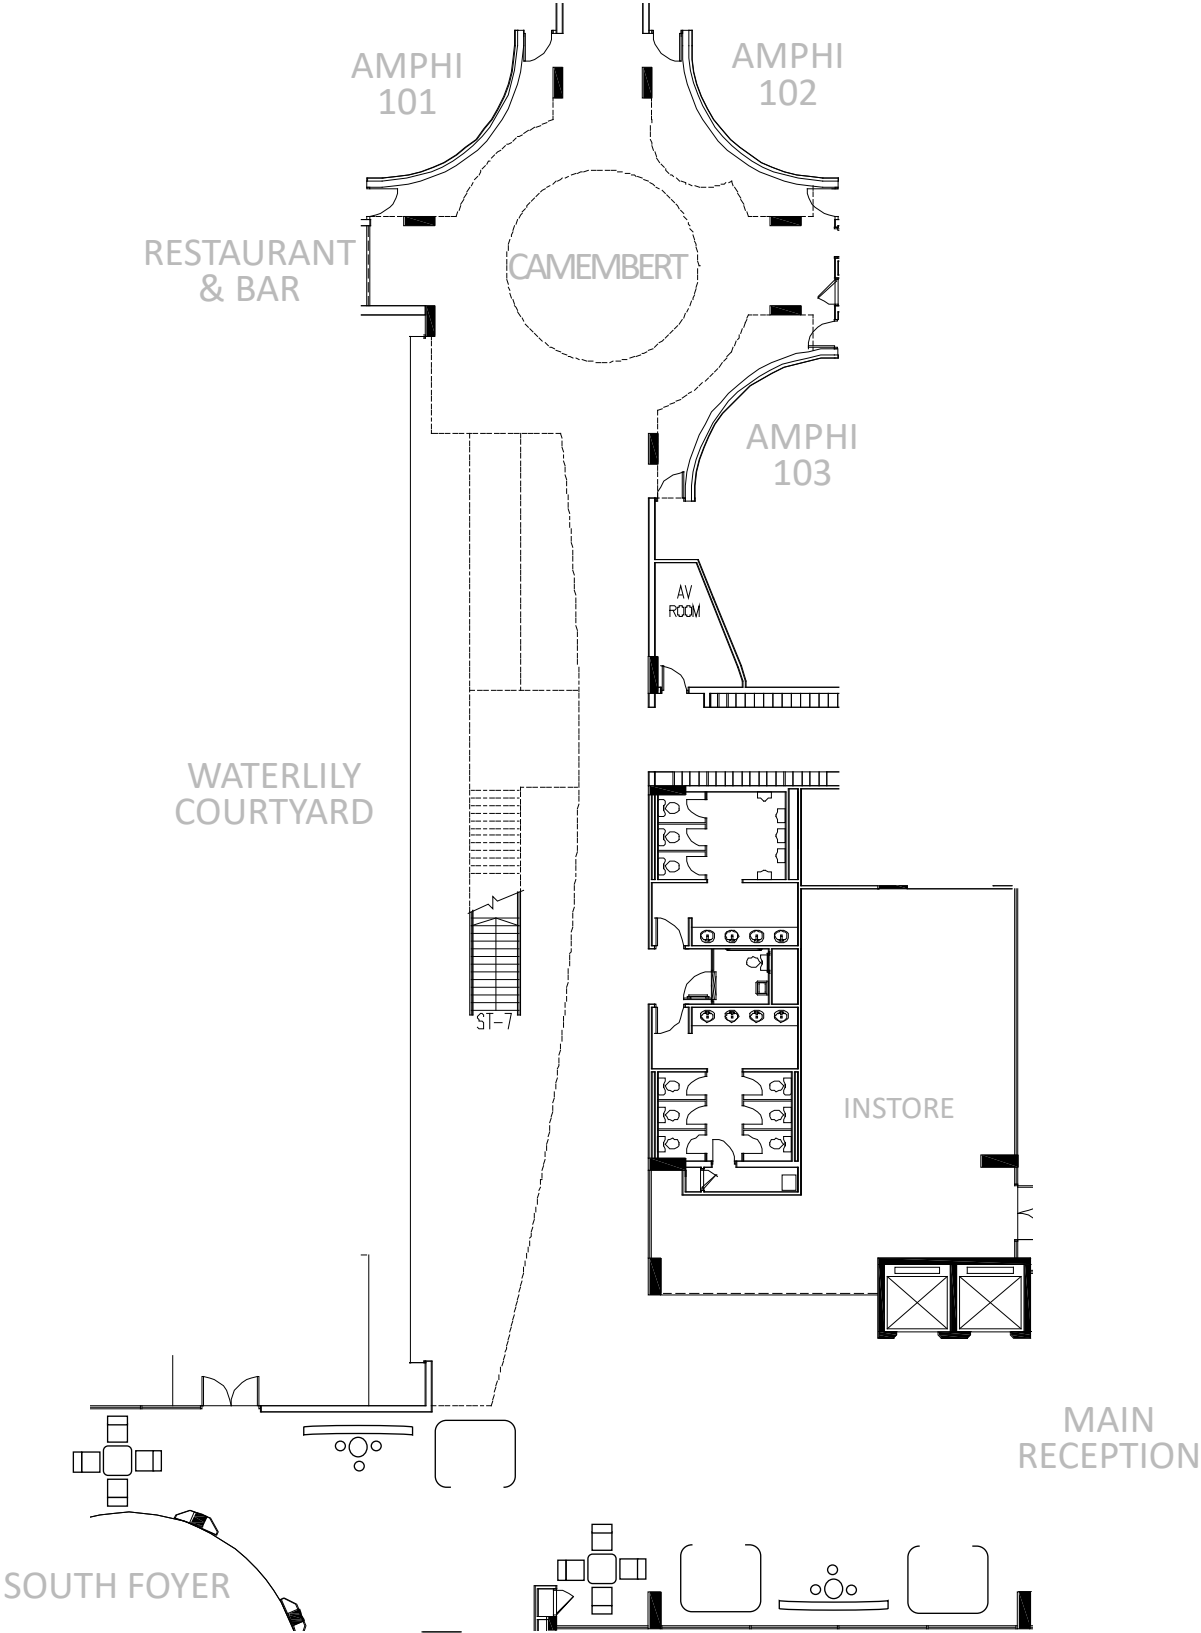 AMPHI
101
AMPHI
102
RESTAURANT
& BAR
CAMEMBERT
AMPHI
103
AV
ROOM
WATERLILY
COURTYARD
ST-7
INSTORE
MAIN
RECEPTION
SOUTH FOYER